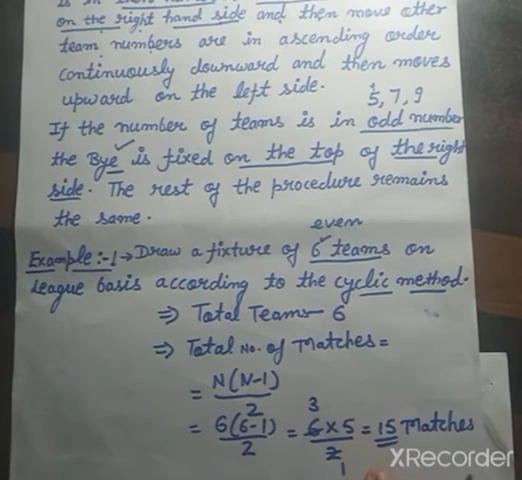 on the right hand side and then move other
team numbers are in ascending order
continuously downward and then moves
upward on the left side.
5, 7, 9
If the number of teams is in odd number
the Bye is fixed on the top of the right
side. The rest of the procedure remains
the same.
even
Example:-1→ Draw a fixture of 6 teams on
league basis according to the cyclic method.
⇒ Total Teams - 6
⇒ Total No. of Matches =
= N(N-1)/2
= 6(6-1)/2 = 6×5/2 = 15 Matches
3
1
XRecorder